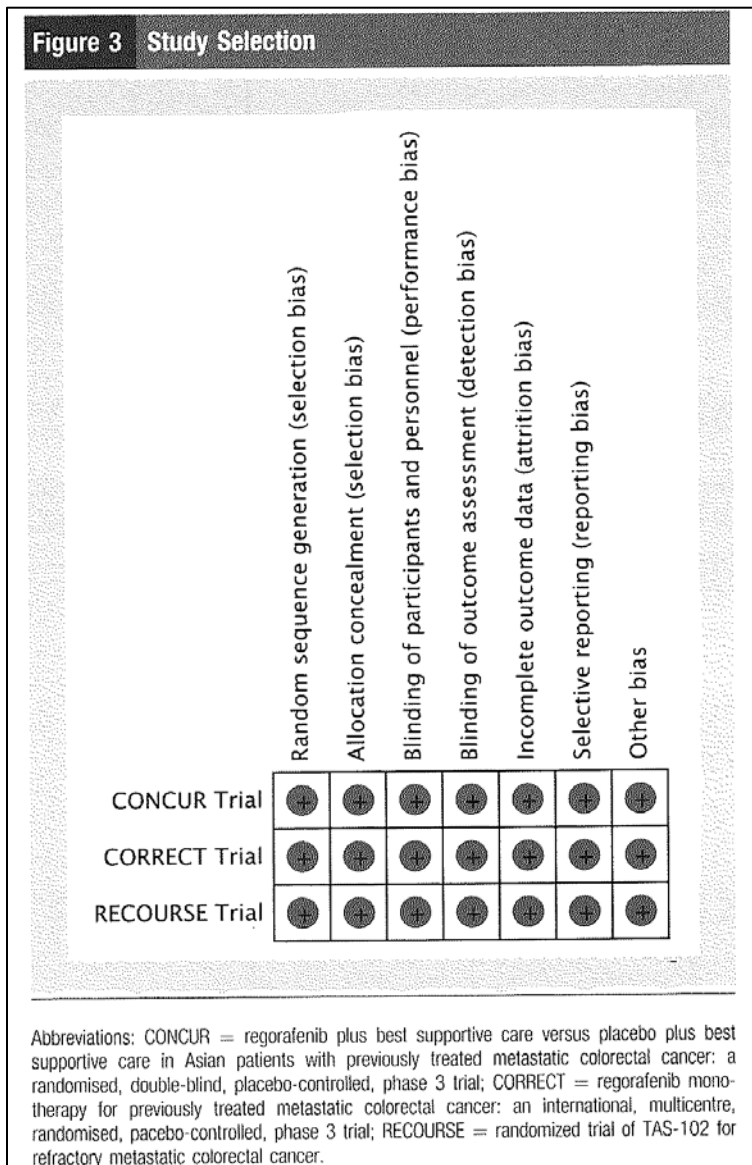 Figure 3 Study Selection
Random sequence generation (selection bias)
Allocation concealment (selection bias)
Blinding of participants and personnel (performance bias)
Blinding of outcome assessment (detection bias)
Incomplete outcome data (attrition bias)
Selective reporting (reporting bias)
Other bias
CONCUR Trial + + + + + + +
CORRECT Trial + + + + + + +
RECOURSE Trial + + + + + + +
Abbreviations: CONCUR = regorafenib plus best supportive care versus placebo plus best
supportive care in Asian patients with previously treated metastatic colorectal cancer: a
randomised, double-blind, placebo-controlled, phase 3 trial; CORRECT = regorafenib mono-
therapy for previously treated metastatic colorectal cancer: an international, multicentre,
randomised, pacebo-controlled, phase 3 trial; RECOURSE = randomized trial of TAS-102 for
refractory metastatic colorectal cancer.